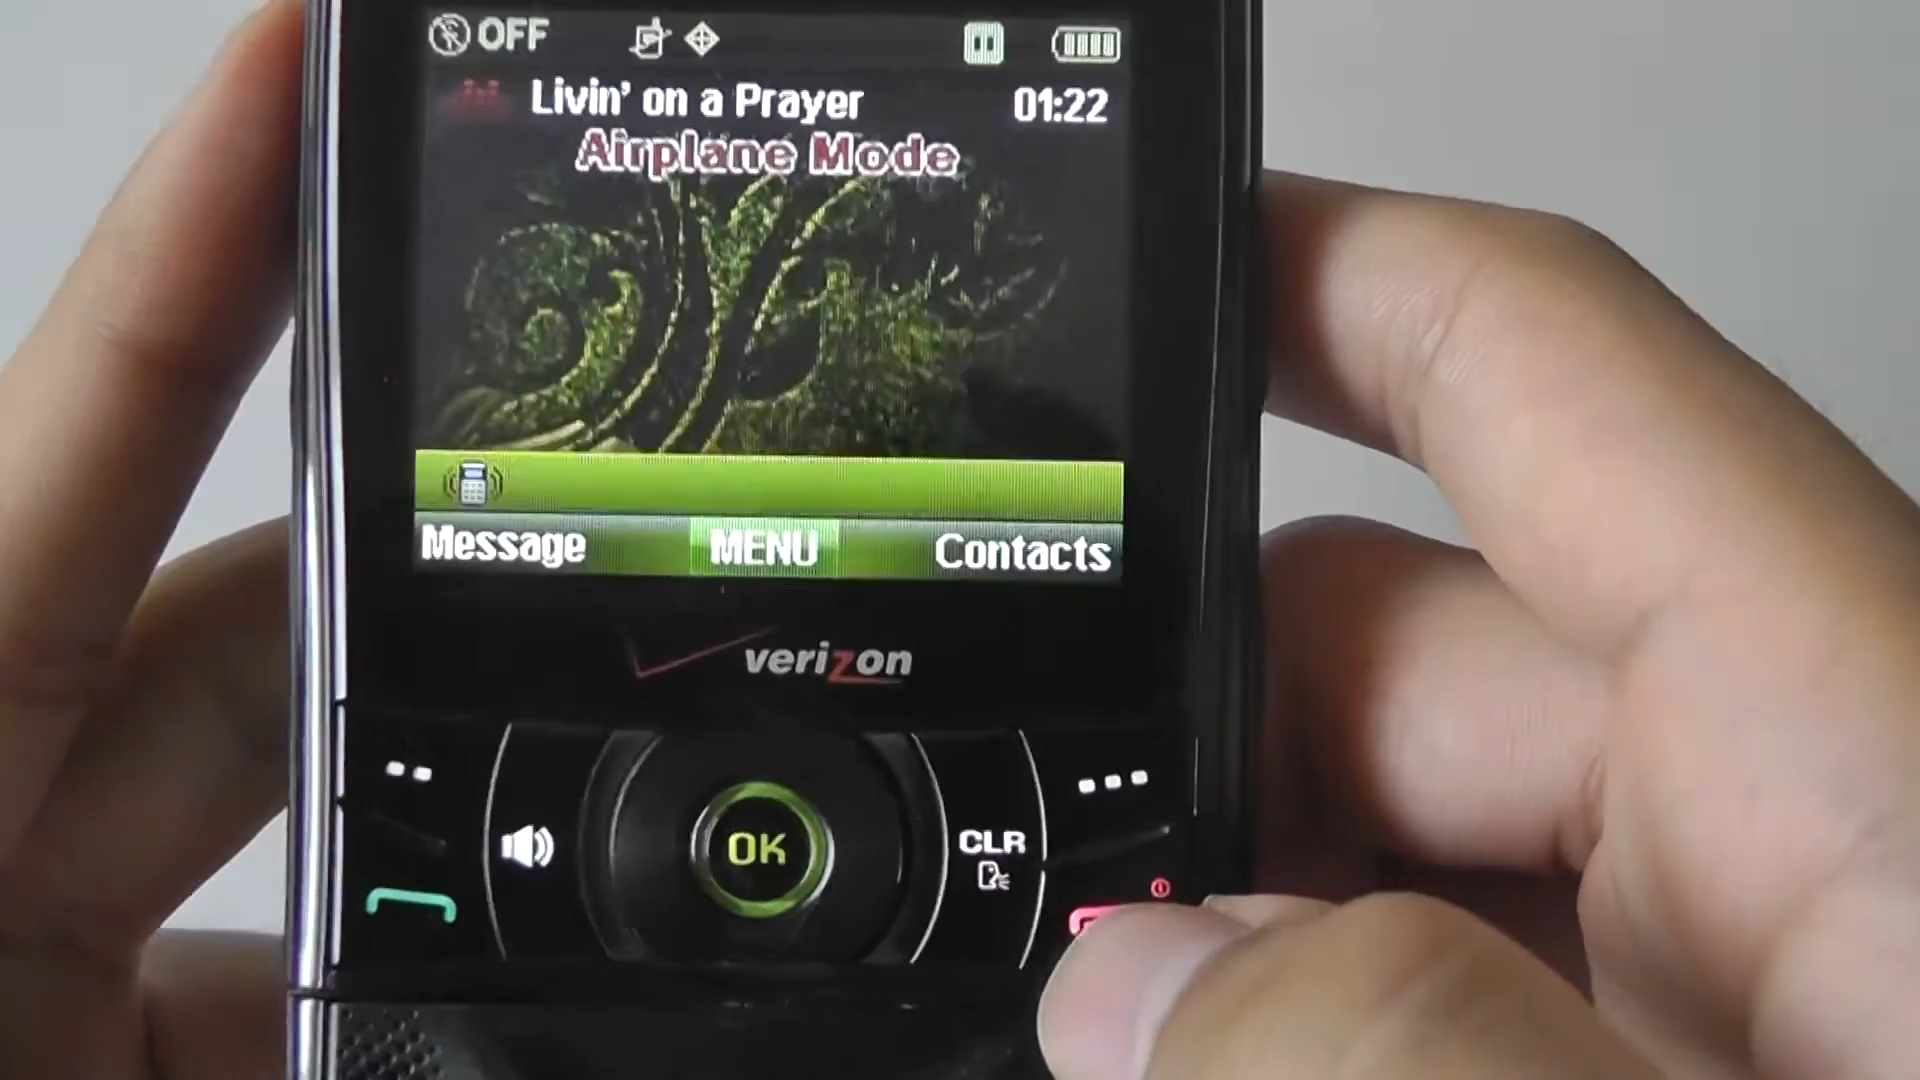 OFF
Livin' on a Prayer 01:22
Airplane Mode
Message MENU Contacts
verizon
OK
CLR